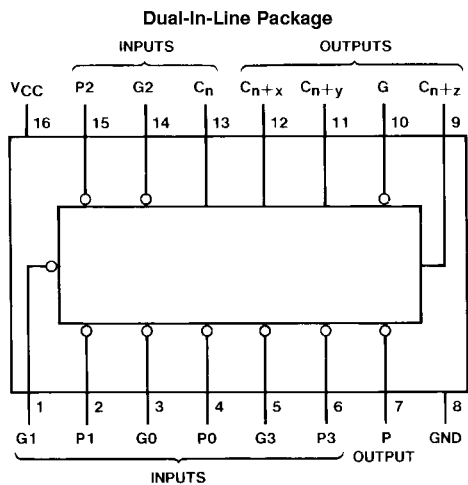 Dual-In-Line Package
INPUTS OUTPUTS
VCC P2 G2 Cn Cn+x Cn+y G Cn+z
16 15 14 13 12 11 10 9
1 2 3 4 5 6 7 8
G1 P1 G0 P0 G3 P3 P GND
INPUTS OUTPUT